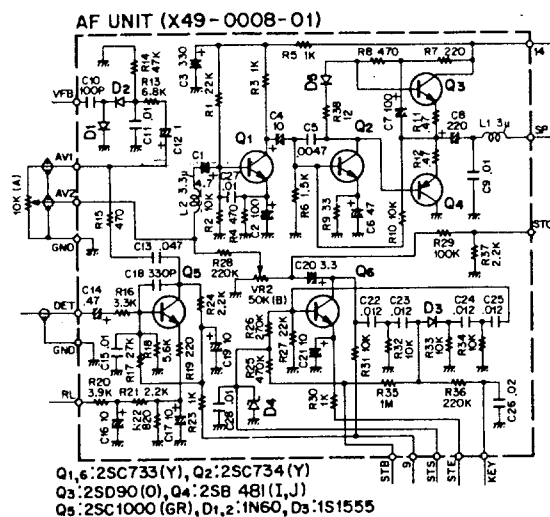 AF UNIT (X49-0008-01)
C10
100P
D2
R14
47K
R13
6.8K
C3 330
R1 22K
R3 1K
R5 1K
R8 470
R7 220
14
VFB
D1
C11 .01
C12 1
D5
R38
12
C7 100
Q3
R11
.47
C8
220
L1 3μ
SP
C4
10
C5
.0047
Q1
Q2
AV1
AV2
GND
10K(A)
R15
470
C1
L2 3.3μ
R2 10K
C27
.01
R4 470
C2 100
R6 1.5K
R9 33
C6 47
R10 10K
R12
.47
Q4
C9 .01
STO
C13 .047
R28
220K
C18 330P
Q5
VR2
50K(B)
C20 3.3
Q6
R29
100K
R37
2.2K
DET
GND
C14
.47
R16
3.3K
R24
2.2K
C22
.012
C23
.012
D3
C24
.012
C25
.012
C15 .01
R17 27K
R18
5.6K
R19 220
C19 10
R26
270K
R27 22K
R25
470K
C21 10
R31 10K
R32
10K
R33
10K
R34
10K
RL
R20
3.9K
R21 2.2K
C16 10
R22
820
C17 10
R23 1K
C28 .01
D4
R30
1K
R35
1M
R36
220K
C26 .02
STB
9
STS
STE
KEY
Q1,6:2SC733(Y), Q2:2SC734(Y)
Q3:2SD90(O), Q4:2SB 481(I,J)
Q5:2SC1000(GR), D1,2:1N60, D3:1S1555